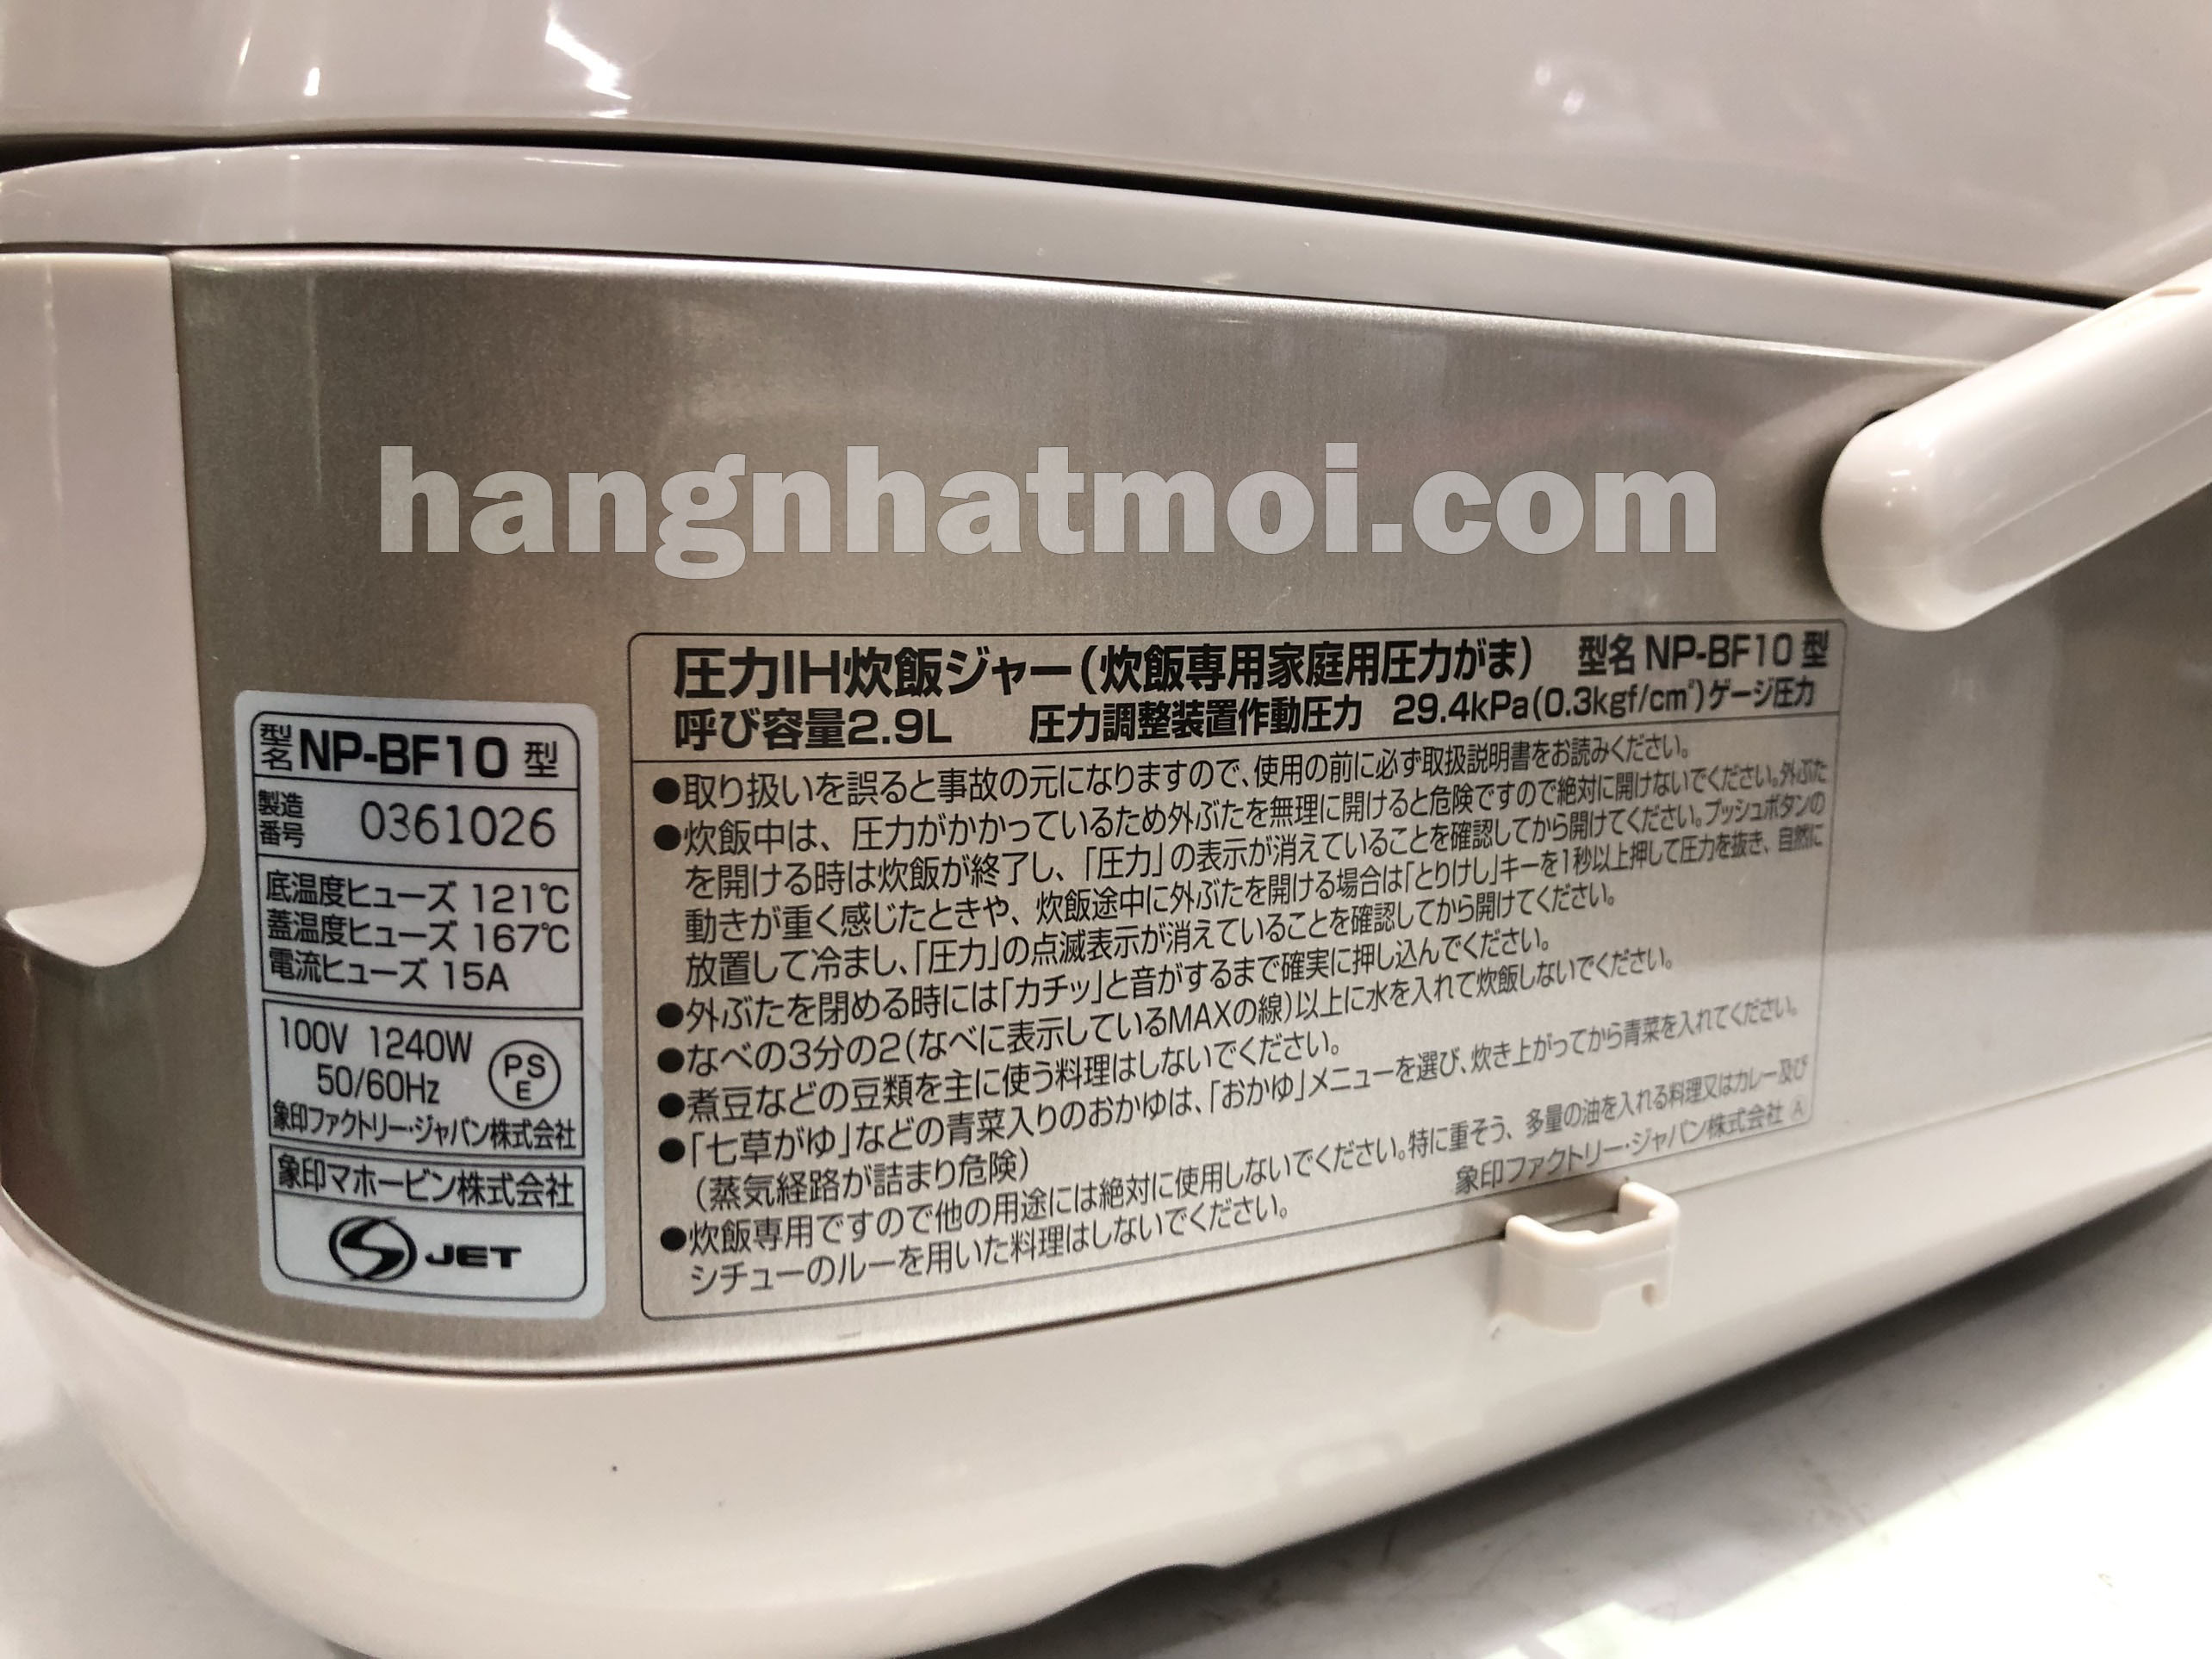 hangnhatmoi.com
型名 NP-BF10 型
製造番号 0361026
底温度ヒューズ 121℃
蓋温度ヒューズ 167℃
電流ヒューズ 15A
100V 1240W
50/60Hz
PS
E
象印ファクトリー・ジャパン株式会社
象印マホービン株式会社
JET
圧力IH炊飯ジャー(炊飯専用家庭用圧力がま) 型名 NP-BF10 型
呼び容量2.9L 圧力調整装置作動圧力 29.4kPa(0.3kgf/c㎡)ゲージ圧力
●取り扱いを誤ると事故の元になりますので、使用の前に必ず取扱説明書をお読みください。
●炊飯中は、圧力がかかっているため外ぶたを無理に開けると危険ですので絶対に開けないでください。外ぶた
を開ける時は炊飯が終了し、「圧力」の表示が消えていることを確認してから開けてください。プッシュボタンの
動きが重く感じたときや、炊飯途中に外ぶたを開ける場合は「とりけし」キーを1秒以上押して圧力を抜き、自然に
放置して冷まし、「圧力」の点滅表示が消えていることを確認してから開けてください。
●外ぶたを閉める時には「カチッ」と音がするまで確実に押し込んでください。
●なべの3分の2(なべに表示しているMAXの線)以上に水を入れて炊飯しないでください。
●煮豆などの豆類を主に使う料理はしないでください。
●「七草がゆ」などの青菜入りのおかゆは、「おかゆ」メニューを選び、炊き上がってから青菜を入れてください。
(蒸気経路が詰まり危険)
●炊飯専用ですので他の用途には絶対に使用しないでください。特に重そう、多量の油を入れる料理又はカレー及び
シチューのルーを用いた料理はしないでください。
象印ファクトリー・ジャパン株式会社 A